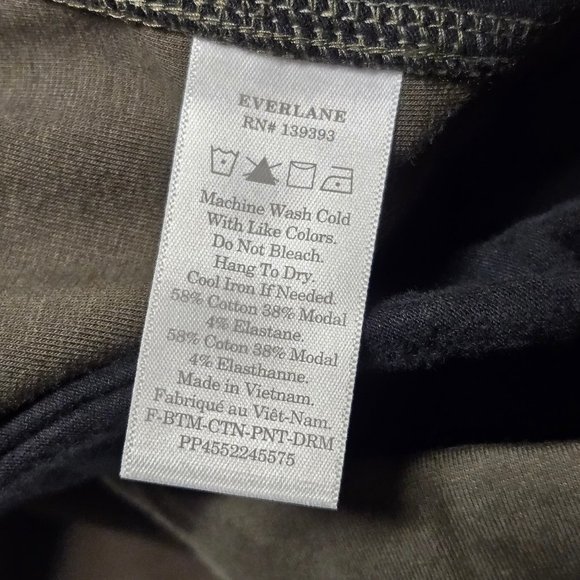 EVERLANE
RN# 139393
Machine Wash Cold
With Like Colors.
Do Not Bleach.
Hang To Dry.
Cool Iron If Needed.
58% Cotton 38% Modal
4% Elastane.
58% Coton 38% Modal
4% Elasthanne.
Made in Vietnam.
Fabriqué au Viêt-Nam.
F-BTM-CTN-PNT-DRM
PP4552245575